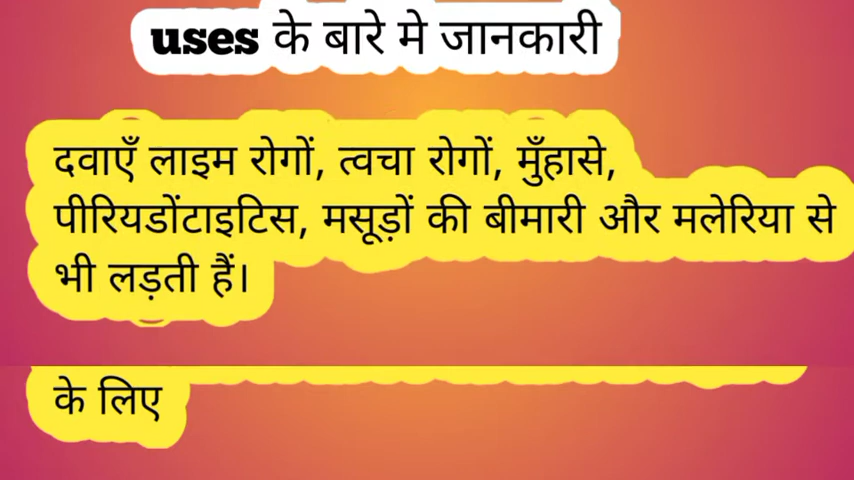 uses के बारे मे जानकारी
दवाएँ लाइम रोगों, त्वचा रोगों, मुँहासे,
पीरियडोंटाइटिस, मसूड़ों की बीमारी और मलेरिया से
भी लड़ती हैं।
के लिए